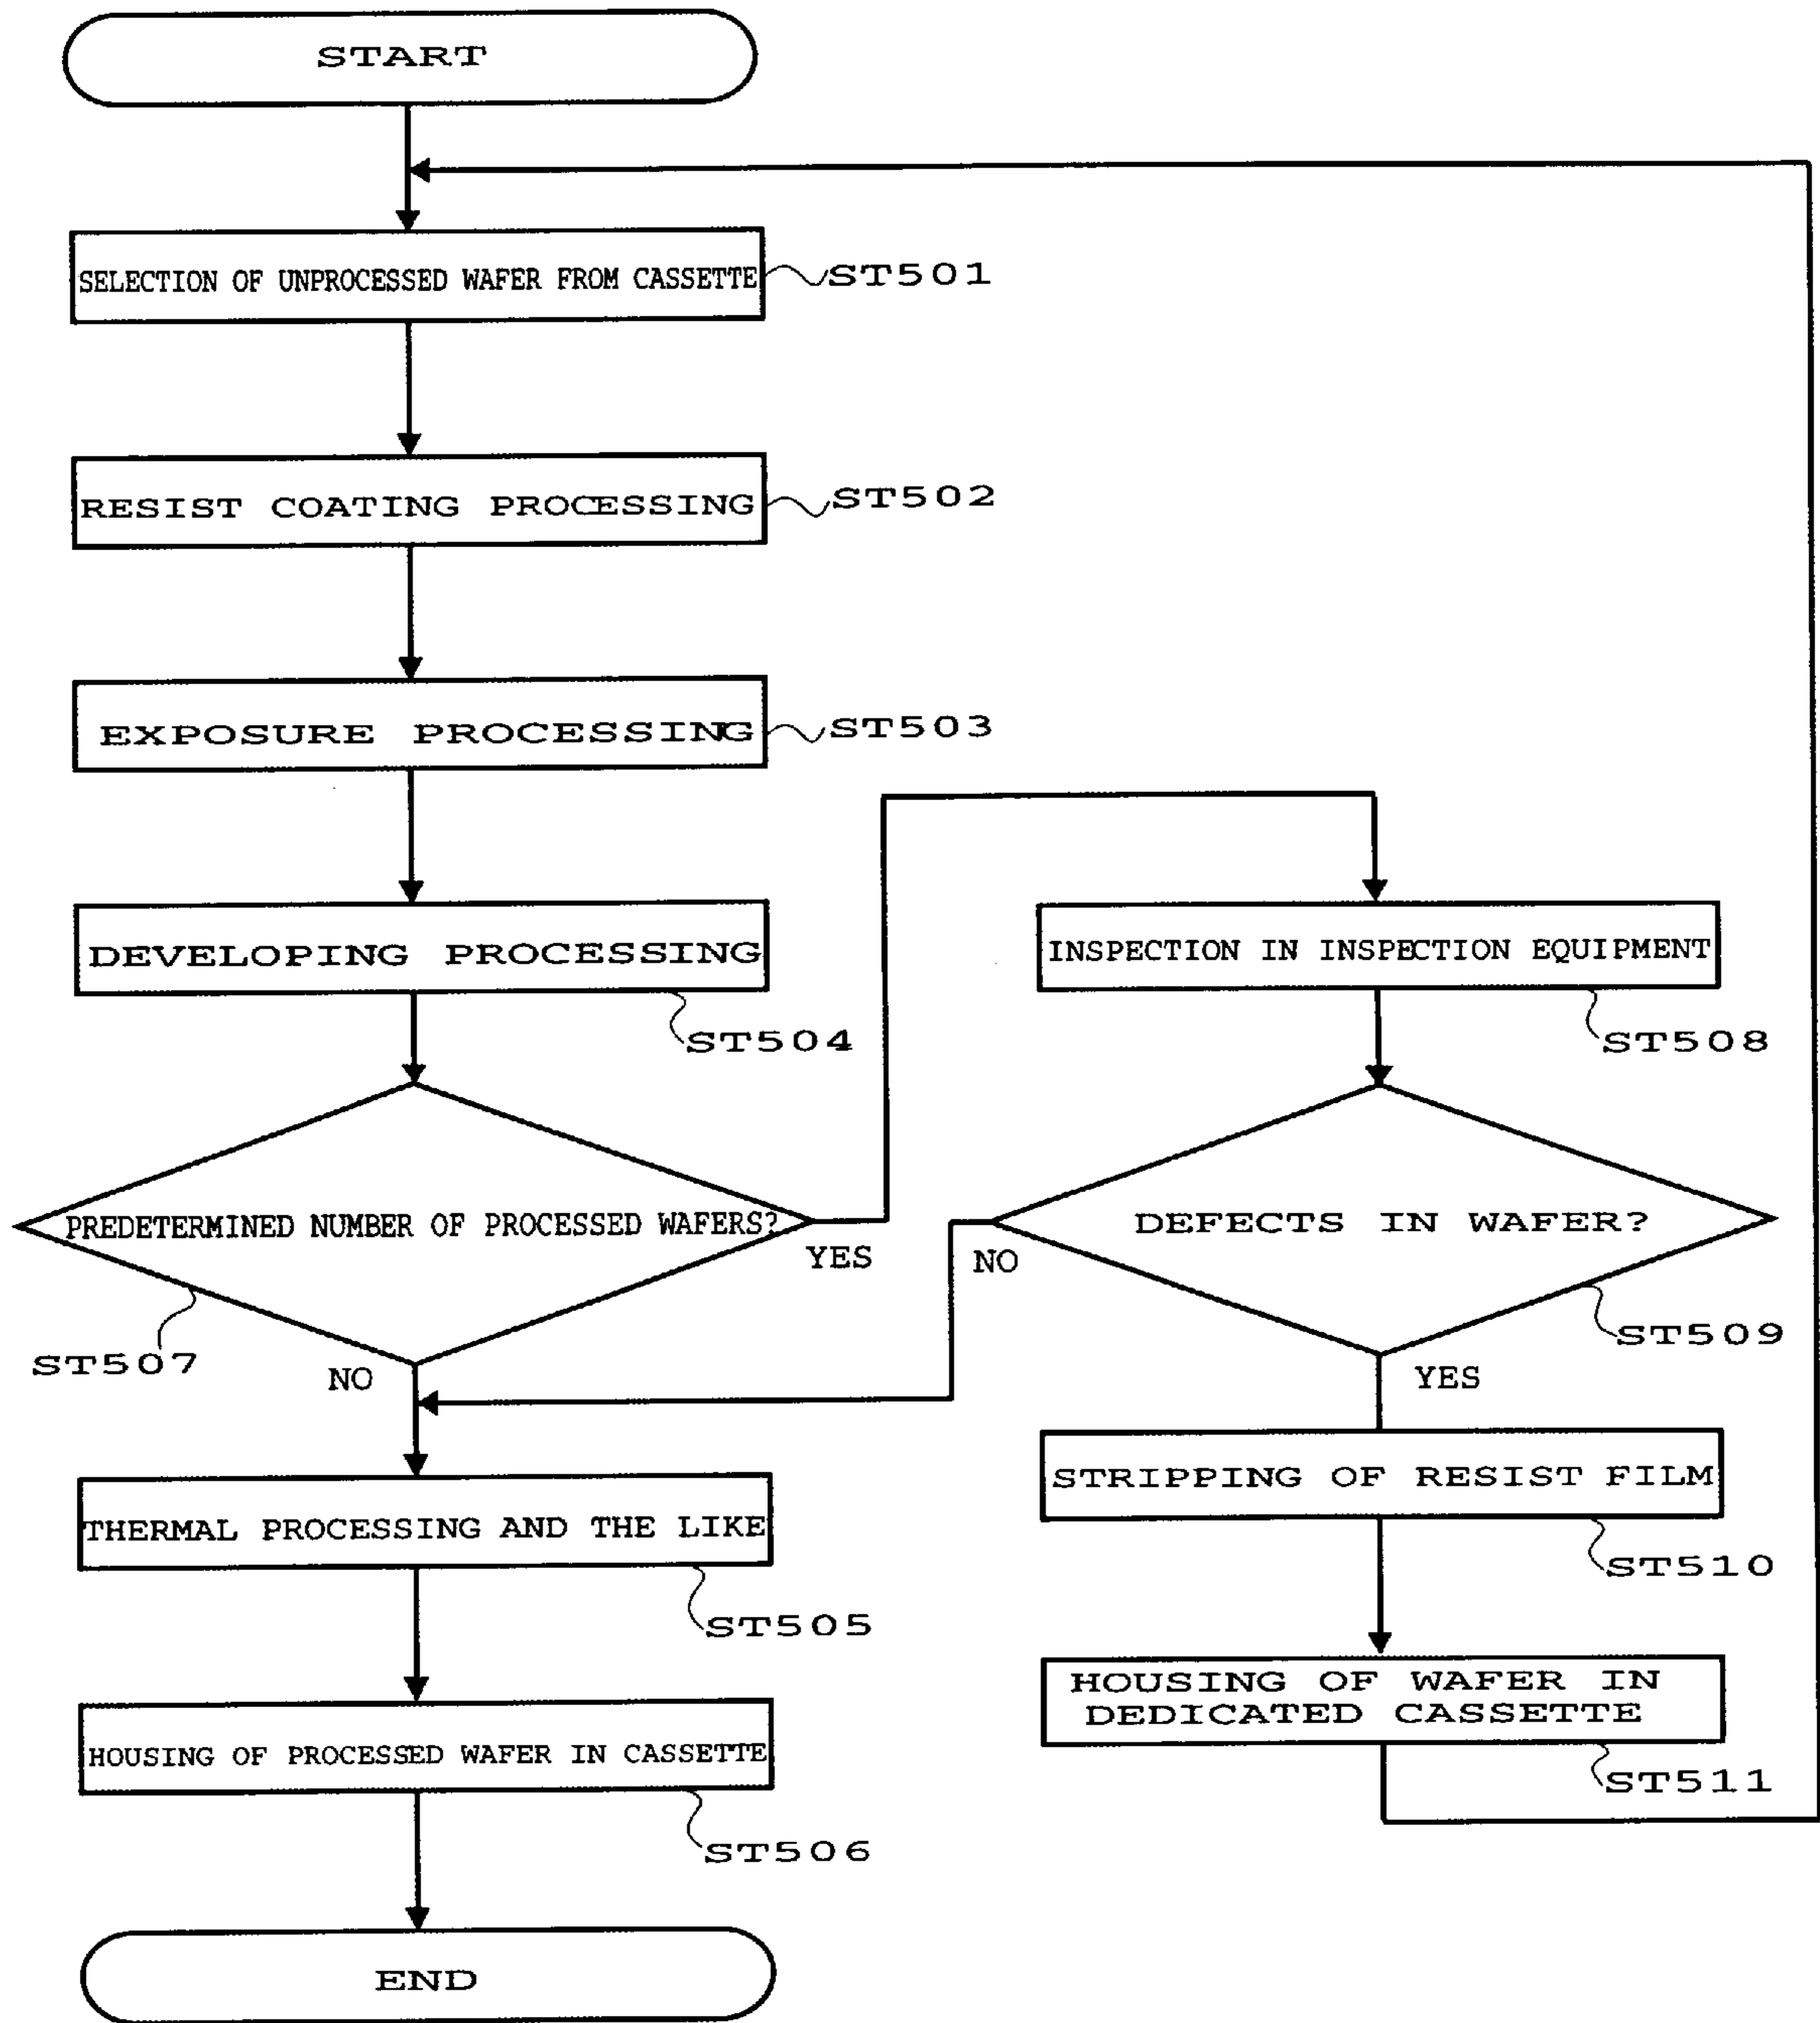 START
SELECTION OF UNPROCESSED WAFER FROM CASSETTE
ST501
RESIST COATING PROCESSING
ST502
EXPOSURE PROCESSING
ST503
DEVELOPING PROCESSING
ST504
PREDETERMINED NUMBER OF PROCESSED WAFERS?
YES
ST507
NO
THERMAL PROCESSING AND THE LIKE
ST505
HOUSING OF PROCESSED WAFER IN CASSETTE
ST506
END
INSPECTION IN INSPECTION EQUIPMENT
ST508
DEFECTS IN WAFER?
NO
ST509
YES
STRIPPING OF RESIST FILM
ST510
HOUSING OF WAFER IN
DEDICATED CASSETTE
ST511